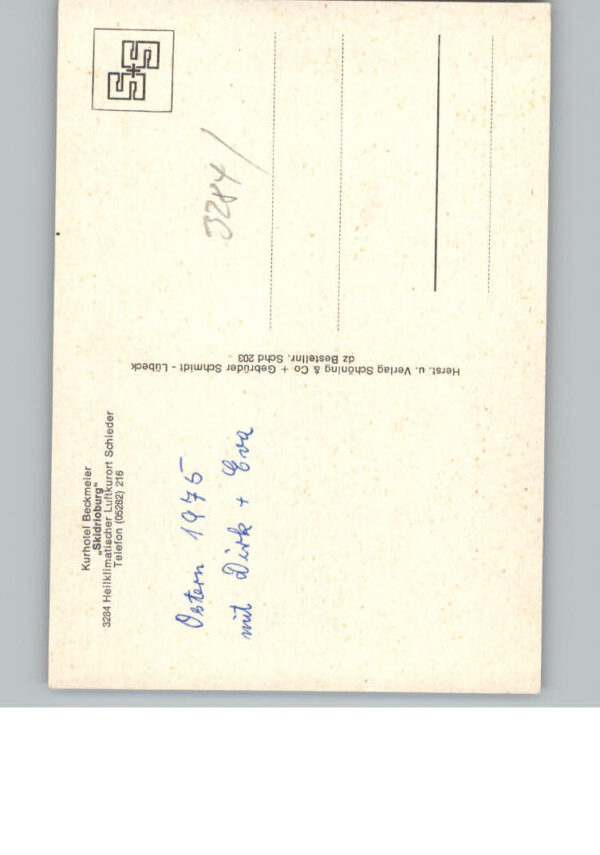 Kurhotel Beckmeier
„Skidrioburg"
3284 Heilklimatischer Luftkurort Schieder
Telefon (05282) 216
Ostern 1975
mit Dirk + Eva
Herst. u. Verlag Schöning & Co + Gebrüder Schmidt - Lübeck
dz Bestellnr. Schd 203
3284/